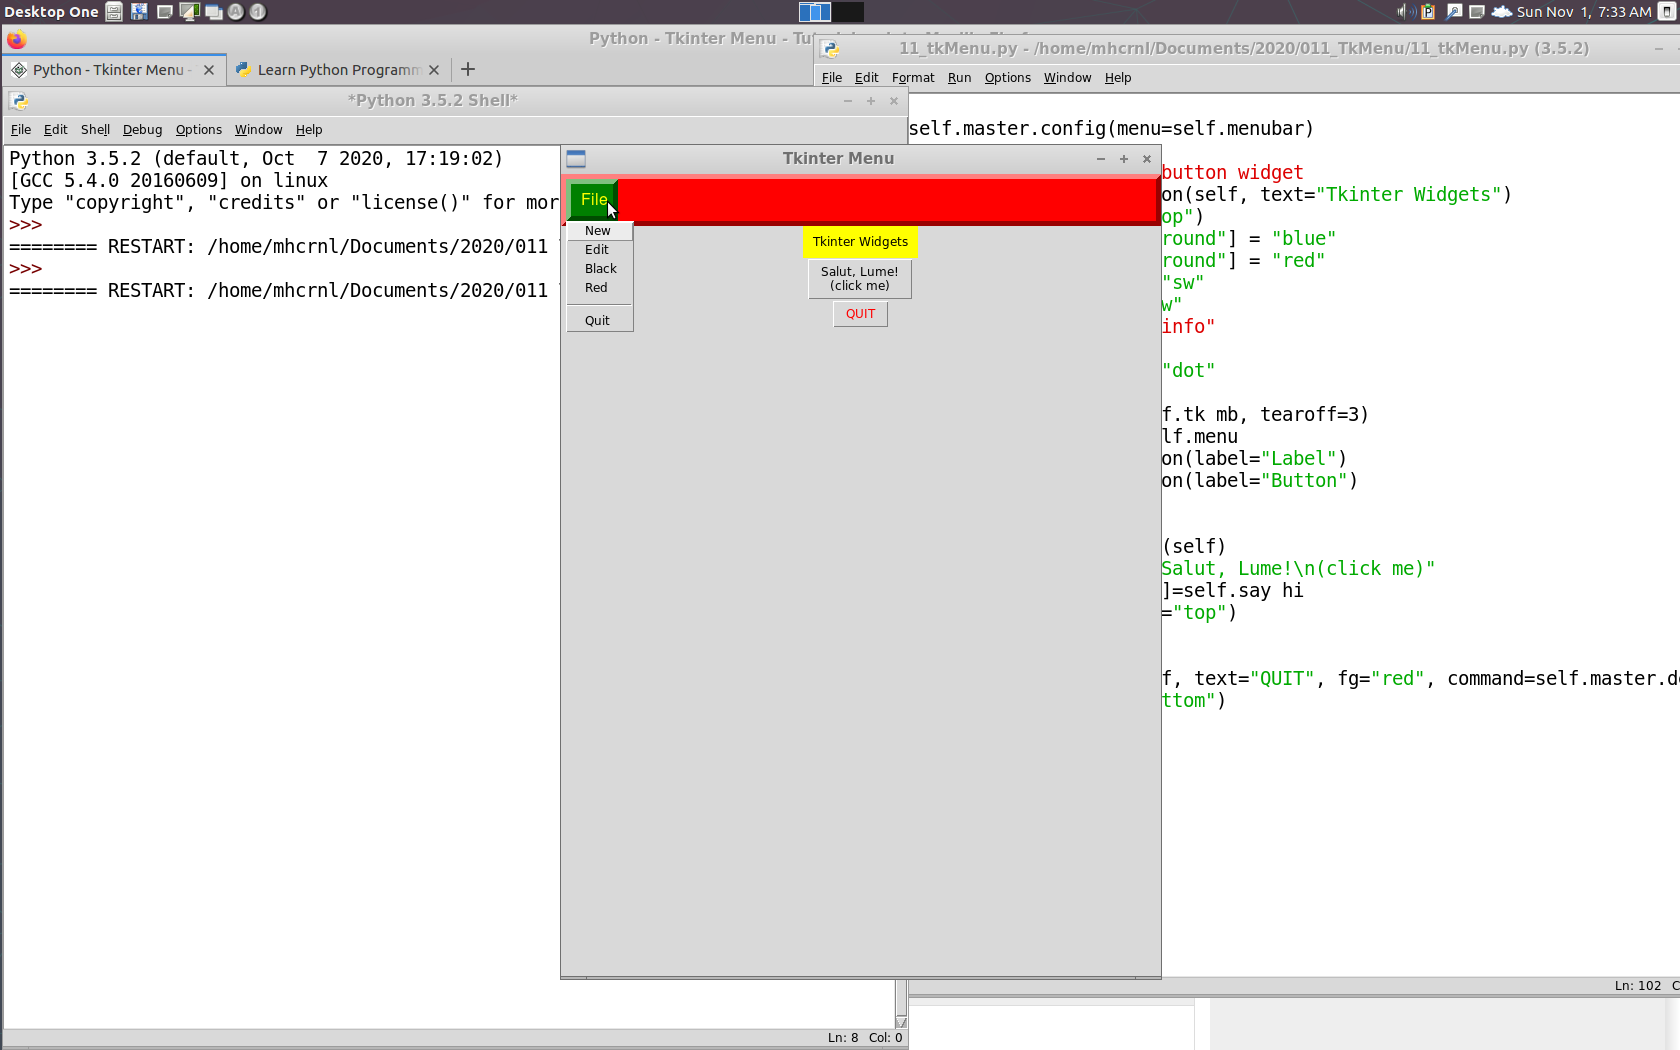 Desktop One
Sun Nov 1, 7:33 AM
Python - Tkinter Menu - Tu
Python - Tkinter Menu -
Learn Python Programm
*Python 3.5.2 Shell*
File Edit Shell Debug Options Window Help
Python 3.5.2 (default, Oct  7 2020, 17:19:02)
[GCC 5.4.0 20160609] on linux
Type "copyright", "credits" or "license()" for mor
>>>
======== RESTART: /home/mhcrnl/Documents/2020/011
>>>
======== RESTART: /home/mhcrnl/Documents/2020/011
Ln: 8 Col: 0
Tkinter Menu
File
New
Edit
Black
Red
Quit
Tkinter Widgets
Salut, Lume!
(click me)
QUIT
11_tkMenu.py - /home/mhcrnl/Documents/2020/011_TkMenu/11_tkMenu.py (3.5.2)
File Edit Format Run Options Window Help
self.master.config(menu=self.menubar)
button widget
on(self, text="Tkinter Widgets")
op")
round"] = "blue"
round"] = "red"
"sw"
w"
info"
"dot"
f.tk mb, tearoff=3)
lf.menu
on(label="Label")
on(label="Button")
(self)
Salut, Lume!\n(click me)"
]=self.say hi
="top")
f, text="QUIT", fg="red", command=self.master.de
ttom")
Ln: 102 C